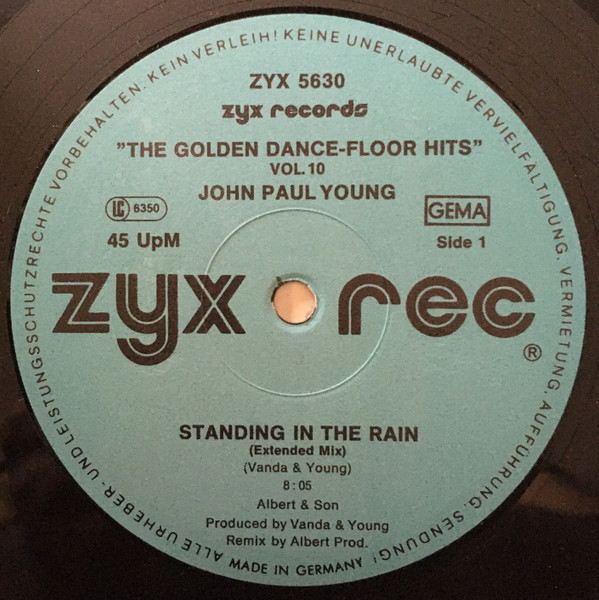 ALLE URHEBER- UND LEISTUNGSSCHUTZRECHTE VORBEHALTEN. KEIN VERLEIH! KEINE UNERLAUBTE VERVIELFÄLTIGUNG, VERMIETUNG, AUFFÜHRUNG, SENDUNG!
ZYX 5630
zyx records
"THE GOLDEN DANCE-FLOOR HITS"
VOL. 10
JOHN PAUL YOUNG
LC 6350
GEMA
45 UpM
Side 1
zyx rec ®
STANDING IN THE RAIN
(Extended Mix)
(Vanda & Young)
8:05
Albert & Son
Produced by Vanda & Young
Remix by Albert Prod.
MADE IN GERMANY